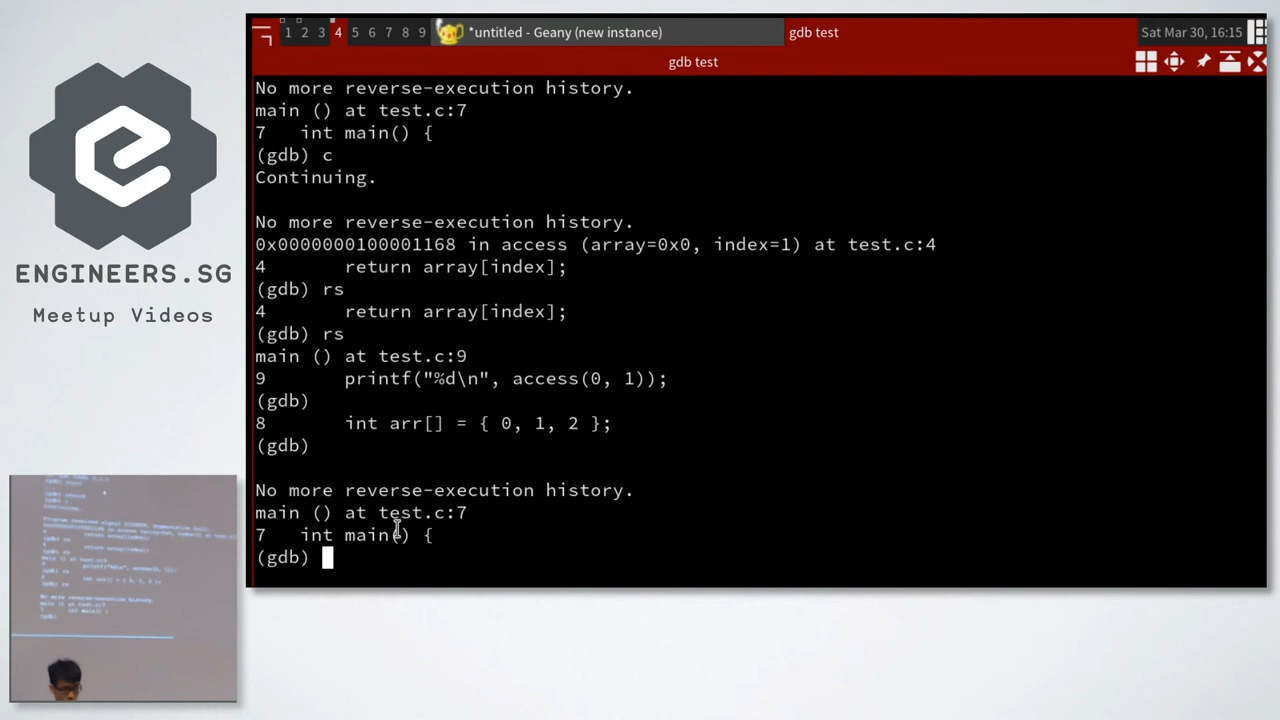 ENGINEERS.SG
Meetup Videos
1 2 3 4 5 6 7 8 9 *untitled - Geany (new instance) gdb test Sat Mar 30, 16:15
gdb test
No more reverse-execution history.
main () at test.c:7
7 int main() {
(gdb) c
Continuing.
No more reverse-execution history.
0x0000000100001168 in access (array=0x0, index=1) at test.c:4
4 return array[index];
(gdb) rs
4 return array[index];
(gdb) rs
main () at test.c:9
9 printf("%d\n", access(0, 1));
(gdb)
8 int arr[] = { 0, 1, 2 };
(gdb)
No more reverse-execution history.
main () at test.c:7
7 int main() {
(gdb)